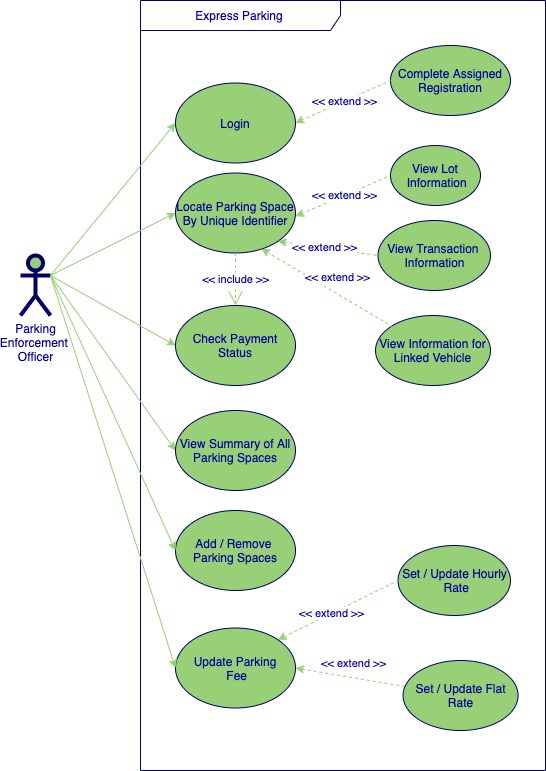 Express Parking
Complete Assigned
Registration
<< extend >>
Login
View Lot
Information
<< extend >>
Locate Parking Space
By Unique Identifier
<< extend >>
View Transaction
Information
<< extend >>
<< include >>
Parking
Enforcement
Officer
Check Payment
Status
View Information for
Linked Vehicle
View Summary of All
Parking Spaces
Add / Remove
Parking Spaces
Set / Update Hourly
Rate
<< extend >>
Update Parking
Fee
<< extend >>
Set / Update Flat
Rate